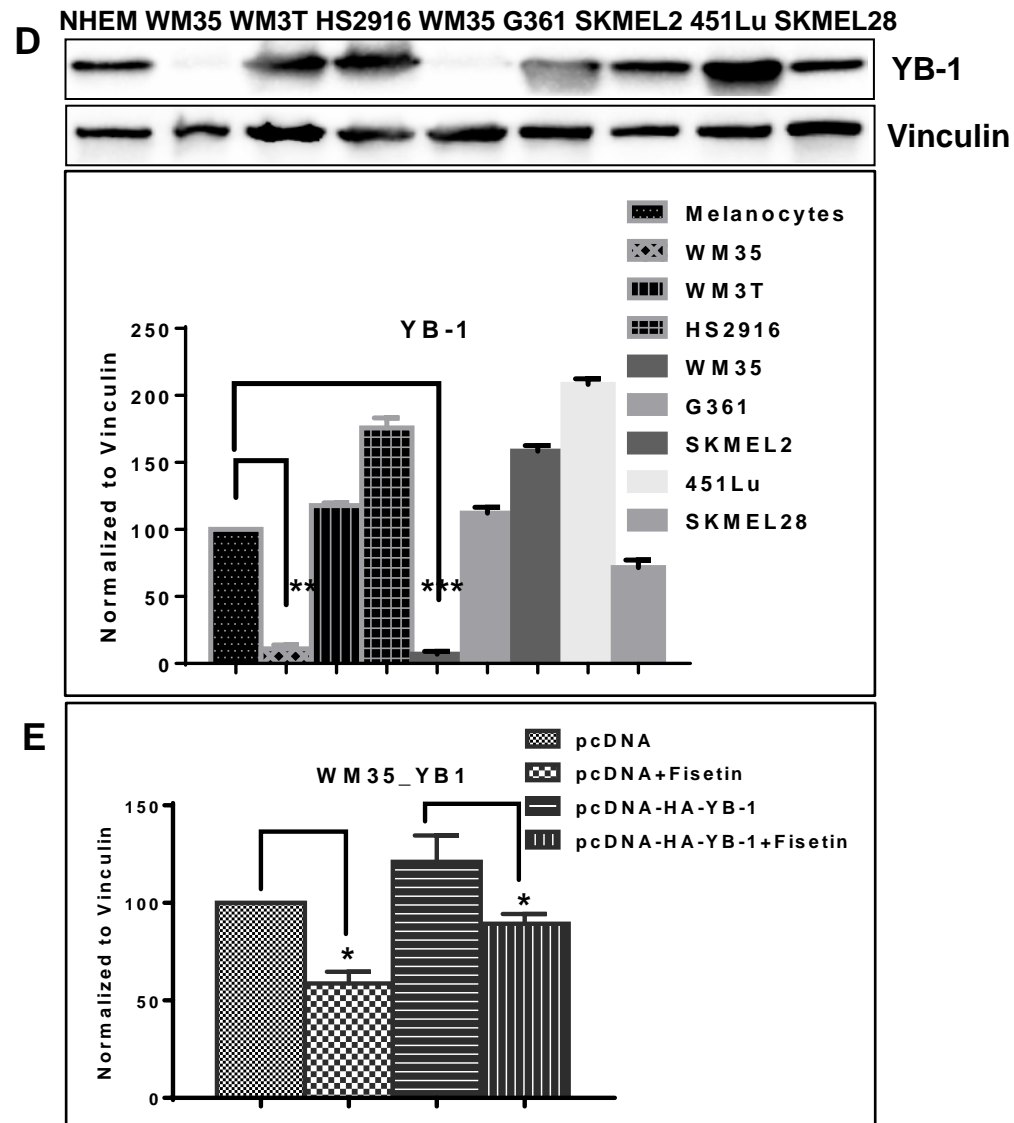 D
NHEM WM35 WM3T HS2916 WM35 G361 SKMEL2 451Lu SKMEL28
YB-1
Vinculin
Melanocytes
WM35
WM3T
HS2916
WM35
G361
SKMEL2
451Lu
SKMEL28
YB-1
Normalized to Vinculin
250
200
150
100
50
0
**
***
E
pcDNA
pcDNA+Fisetin
pcDNA-HA-YB-1
pcDNA-HA-YB-1+Fisetin
WM35_YB1
Normalized to Vinculin
150
100
50
0
*
*